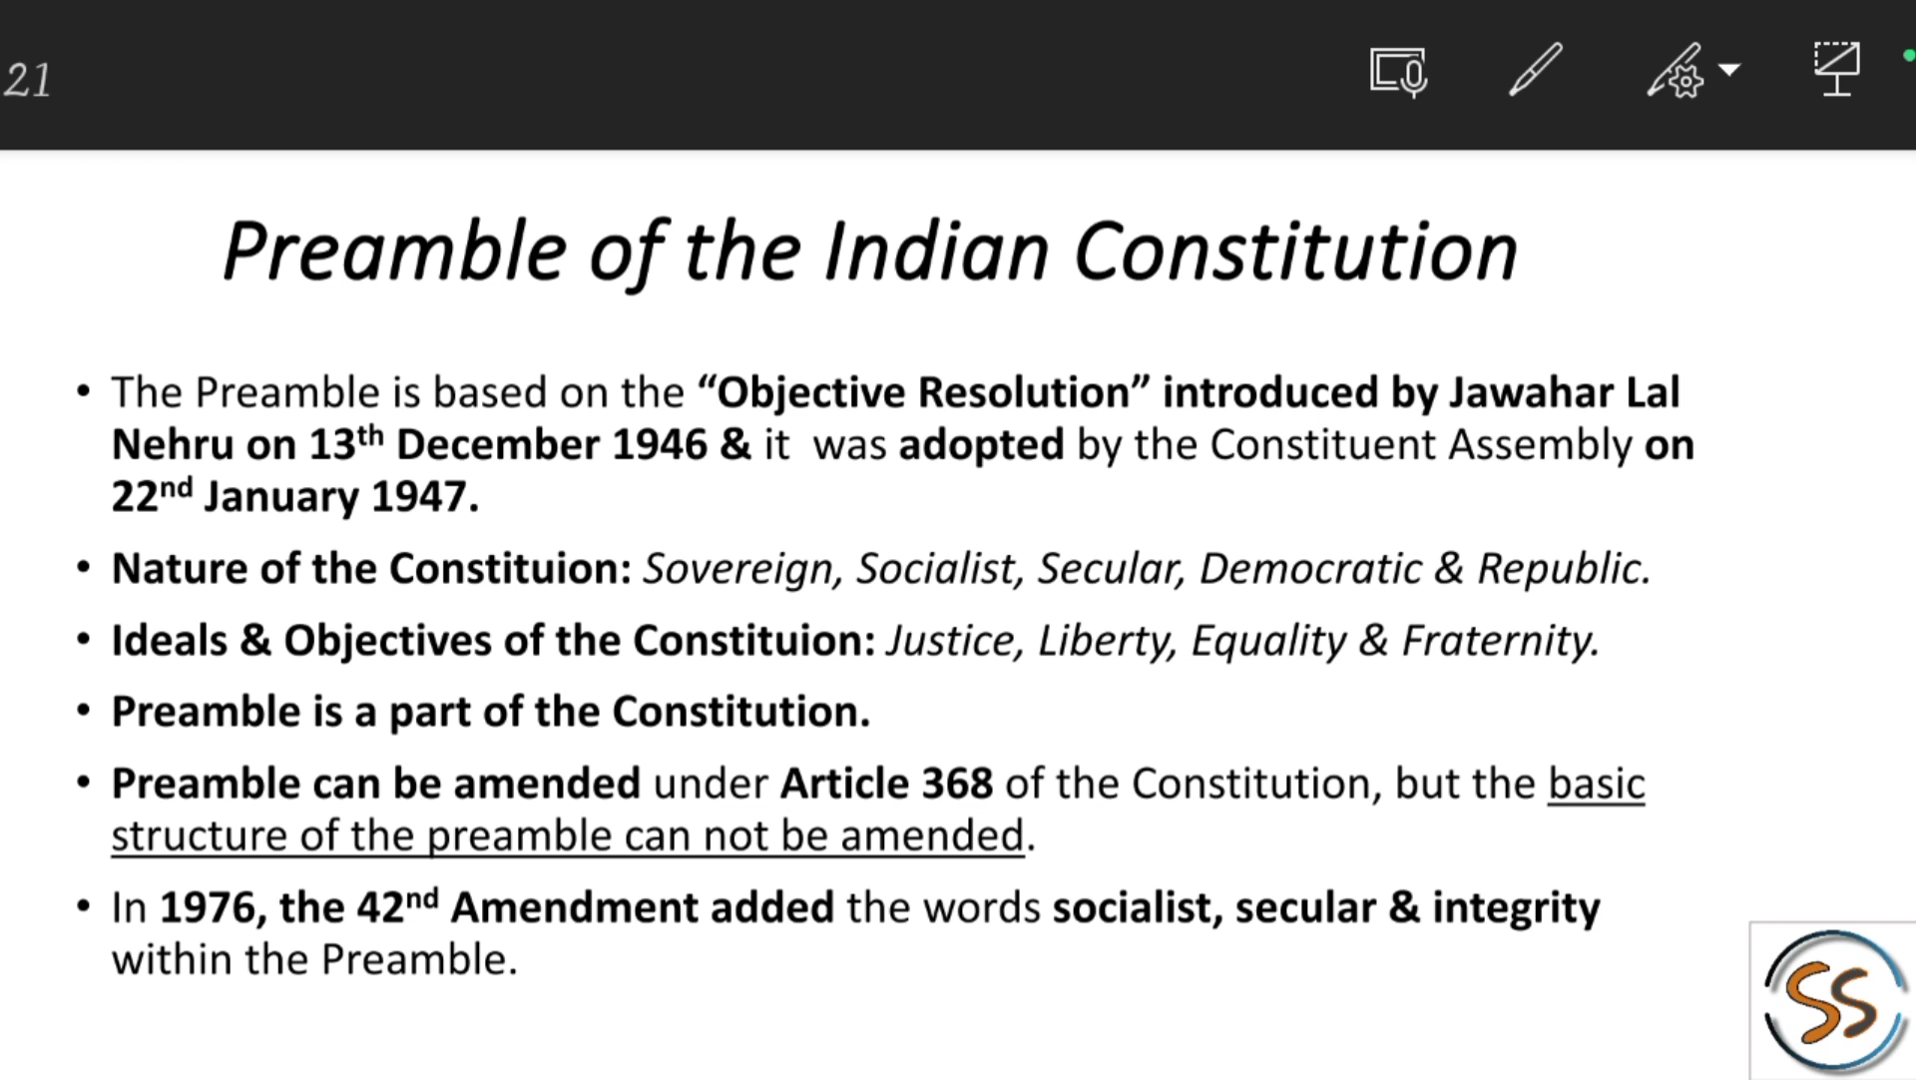 21
Preamble of the Indian Constitution
• The Preamble is based on the “Objective Resolution” introduced by Jawahar Lal
Nehru on 13th December 1946 & it was adopted by the Constituent Assembly on
22nd January 1947.
• Nature of the Constituion: Sovereign, Socialist, Secular, Democratic & Republic.
• Ideals & Objectives of the Constituion: Justice, Liberty, Equality & Fraternity.
• Preamble is a part of the Constitution.
• Preamble can be amended under Article 368 of the Constitution, but the basic
structure of the preamble can not be amended.
• In 1976, the 42nd Amendment added the words socialist, secular & integrity
within the Preamble.
SS